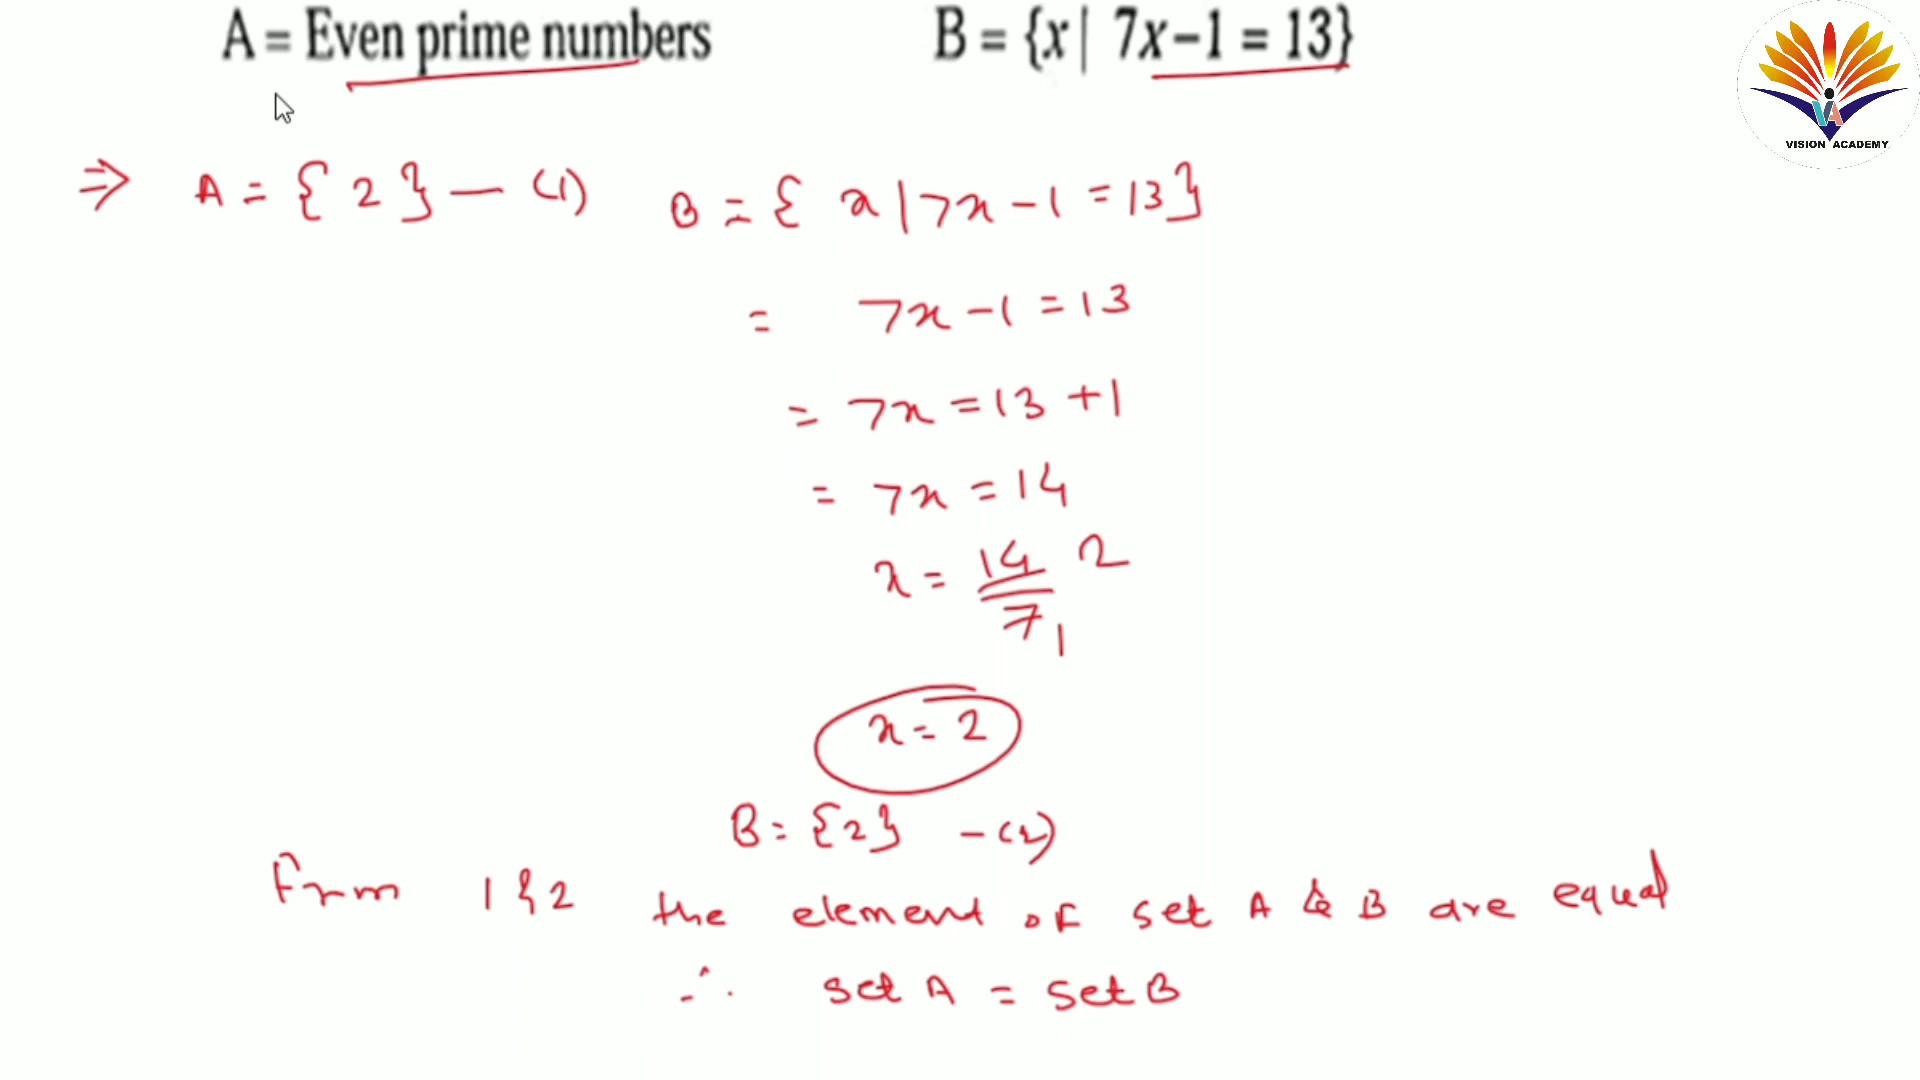 A = Even prime numbers B = {x | 7x–1 = 13}
VISION ACADEMY
⇒ A = { 2 } — (1) B = { x | 7x - 1 = 13 }
= 7x - 1 = 13
= 7x = 13 + 1
= 7x = 14
x = 14/7 2 1
x = 2
B = {2} - (2)
From 1 & 2 the element of set A & B are equal
∴ set A = set B